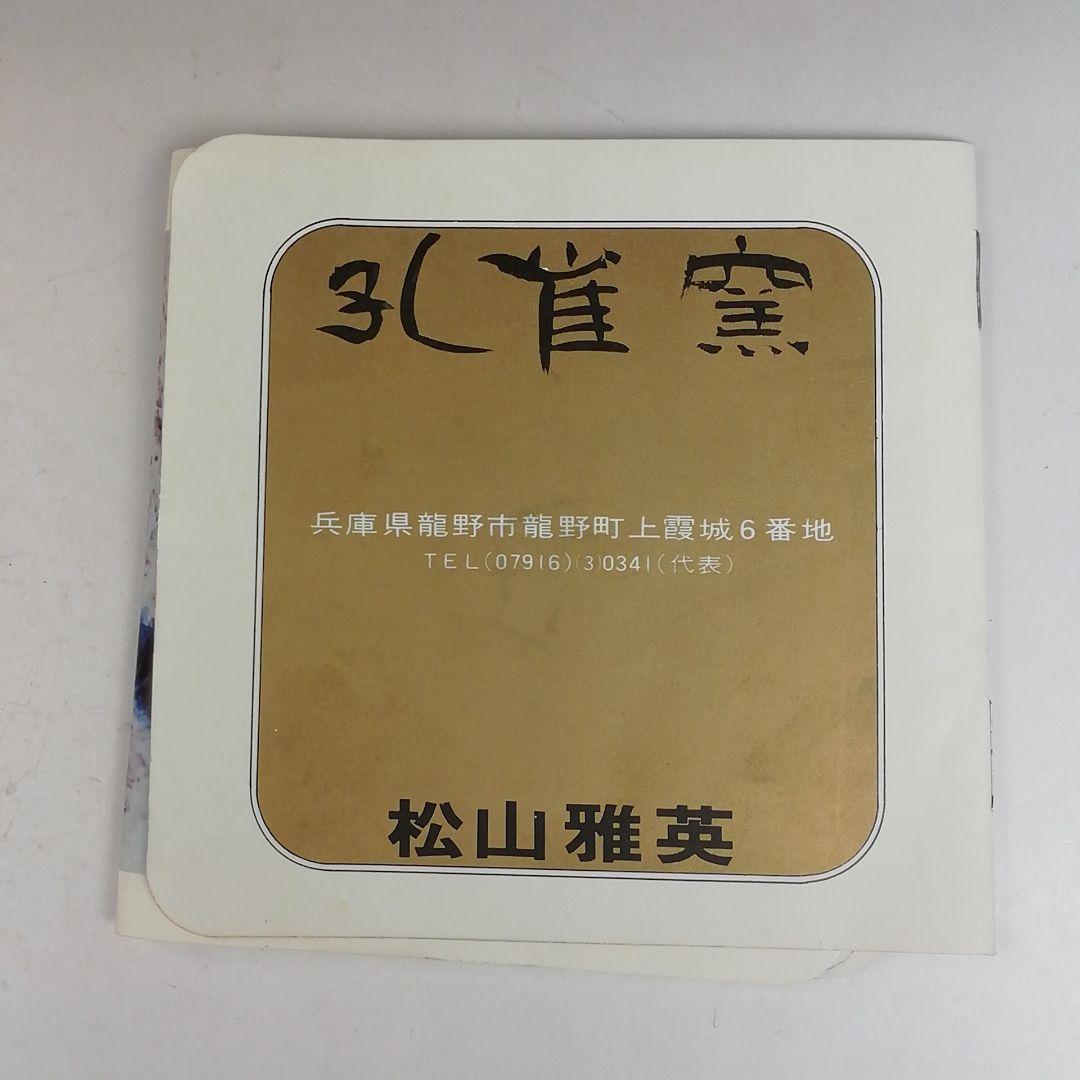 孔雀窯
兵庫県龍野市龍野町上霞城6番地
TEL(07916)(3)0341(代表)
松山雅英